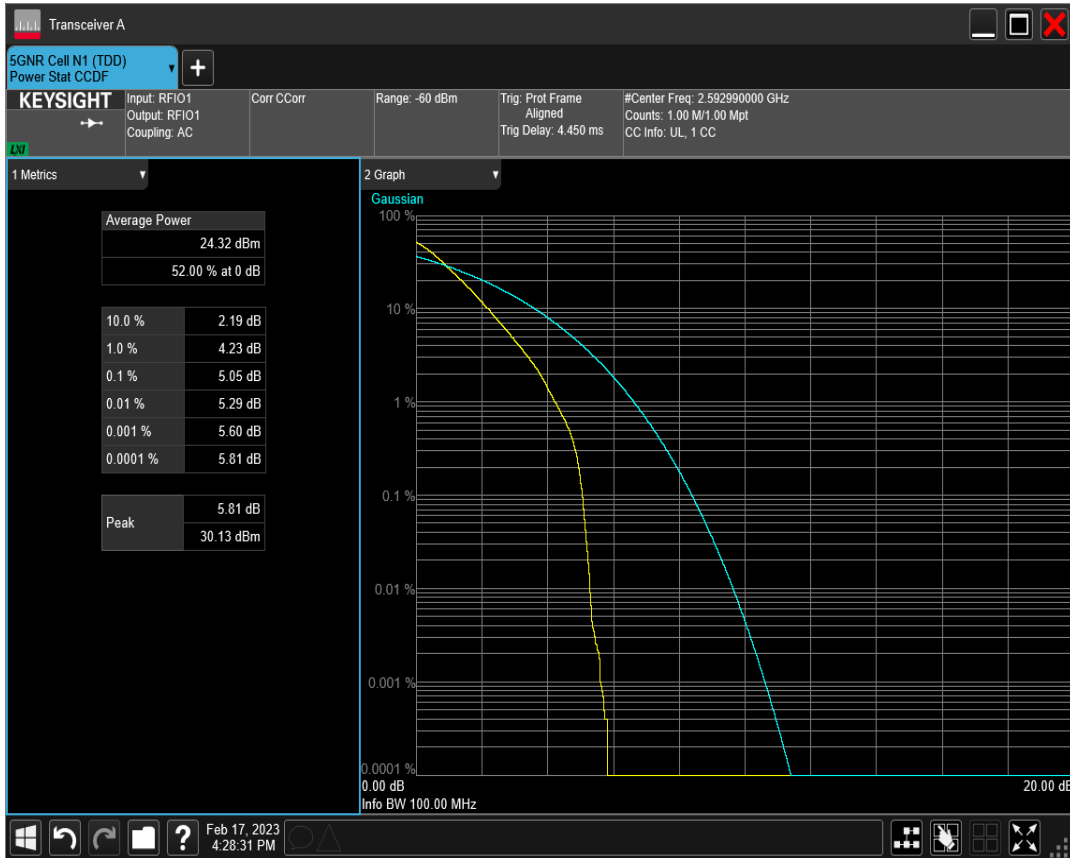 Transceiver A
5GNR Cell N1 (TDD)
Power Stat CCDF
+
KEYSIGHT
LXI
Input: RFIO1
Output: RFIO1
Coupling: AC
Corr CCorr
Range: -60 dBm
Trig: Prot Frame
Aligned
Trig Delay: 4.450 ms
#Center Freq: 2.592990000 GHz
Counts: 1.00 M/1.00 Mpt
CC Info: UL, 1 CC
1 Metrics
Average Power
24.32 dBm
52.00 % at 0 dB
10.0 % 2.19 dB
1.0 % 4.23 dB
0.1 % 5.05 dB
0.01 % 5.29 dB
0.001 % 5.60 dB
0.0001 % 5.81 dB
Peak
5.81 dB
30.13 dBm
2 Graph
Gaussian
100 %
10 %
1 %
0.1 %
0.01 %
0.001 %
0.0001 %
0.00 dB 20.00 dB
Info BW 100.00 MHz
?
Feb 17, 2023
4:28:31 PM